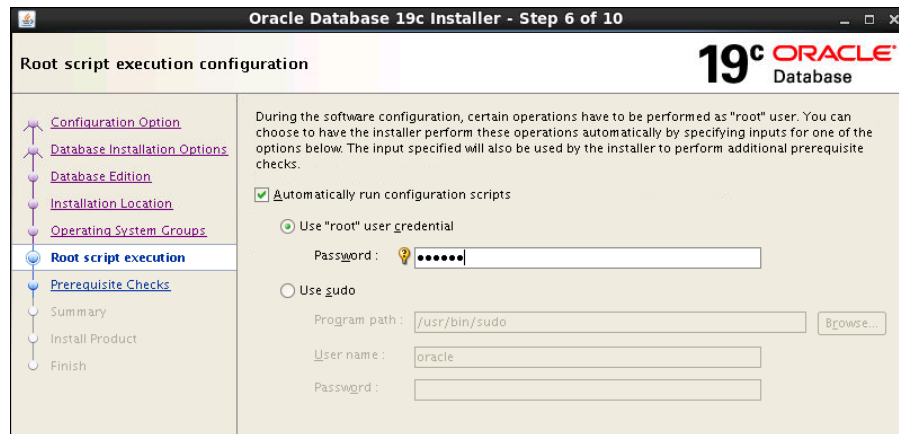 Oracle Database 19c Installer - Step 6 of 10
Root script execution configuration
19c ORACLE
Database
Configuration Option
Database Installation Options
Database Edition
Installation Location
Operating System Groups
Root script execution
Prerequisite Checks
Summary
Install Product
Finish
During the software configuration, certain operations have to be performed as "root" user. You can
choose to have the installer perform these operations automatically by specifying inputs for one of the
options below. The input specified will also be used by the installer to perform additional prerequisite
checks.
Automatically run configuration scripts
Use "root" user credential
Password : ••••••
Use sudo
Program path : /usr/bin/sudo Browse...
User name : oracle
Password :